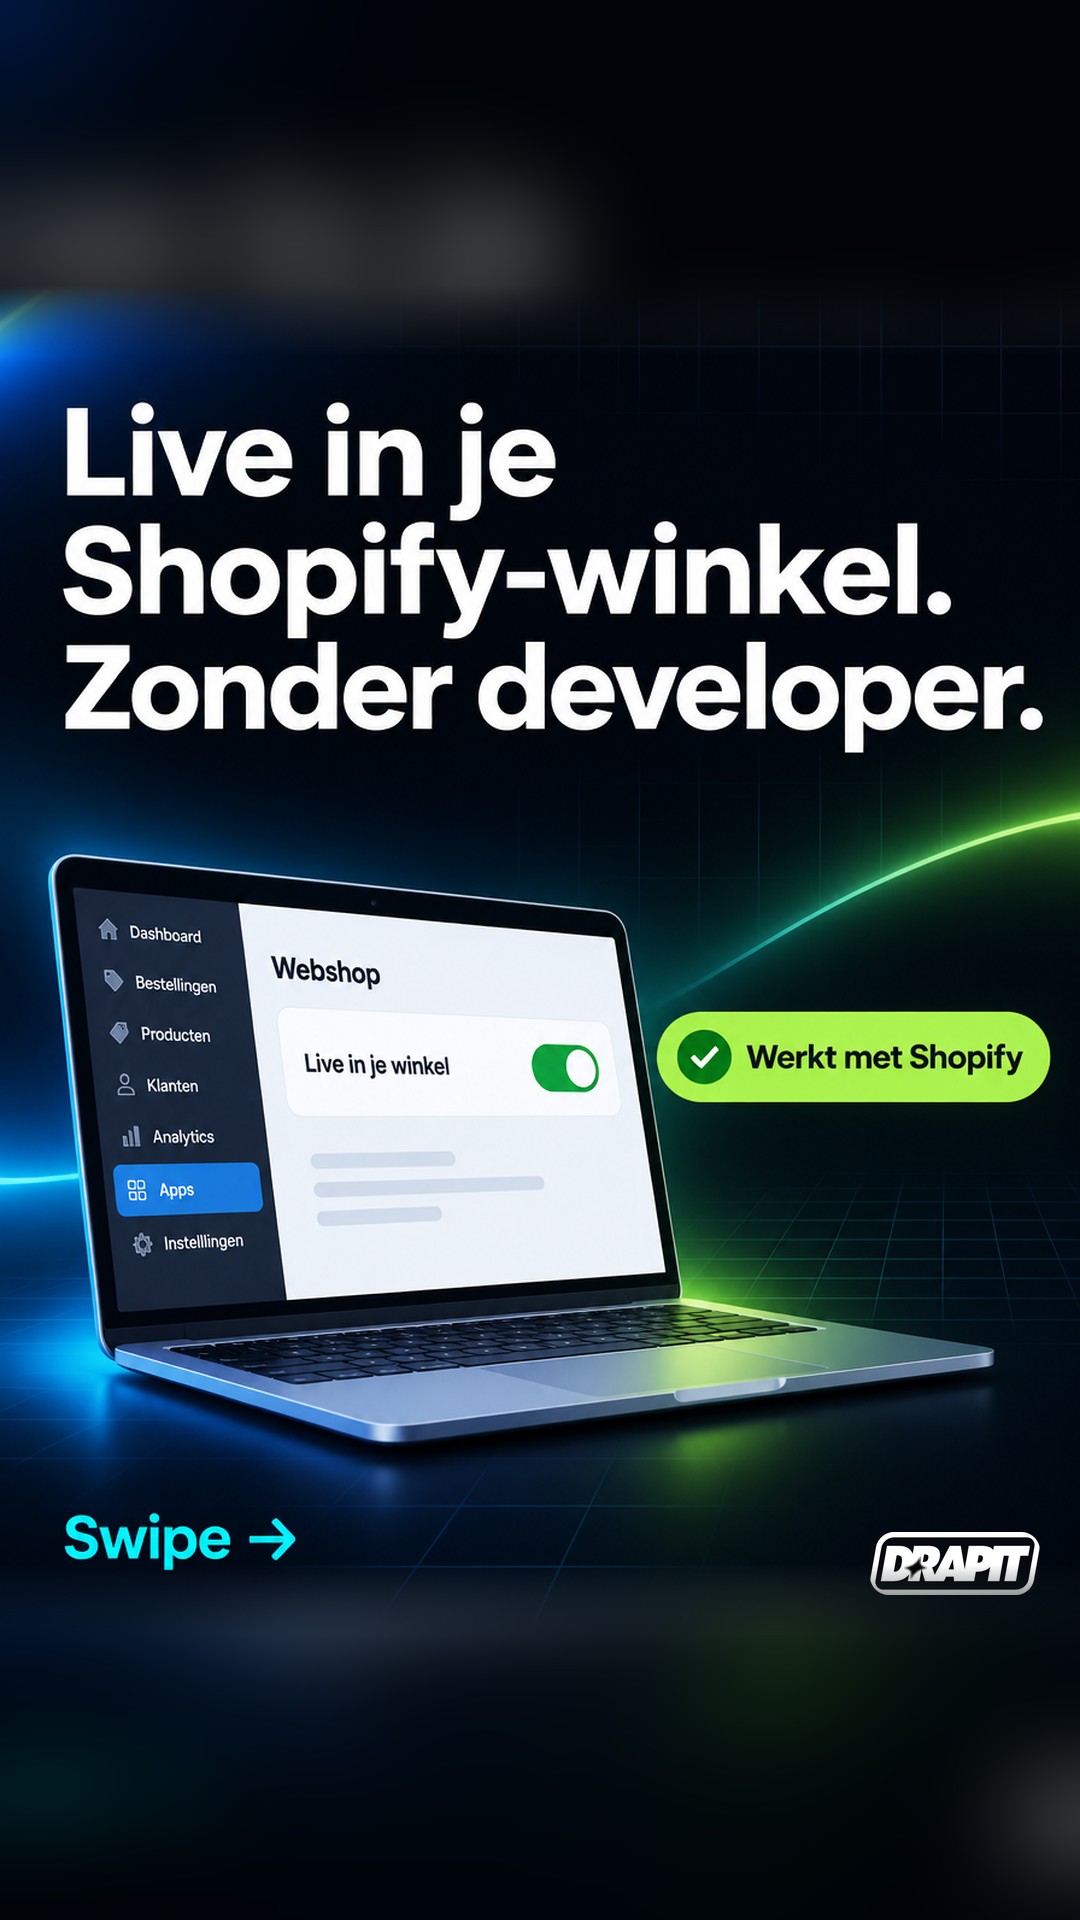 Live in je
Shopify-winkel.
Zonder developer.
Dashboard
Bestellingen
Producten
Klanten
Analytics
Apps
Instelllingen
Webshop
Live in je winkel
Werkt met Shopify
Swipe →
DRAPIT